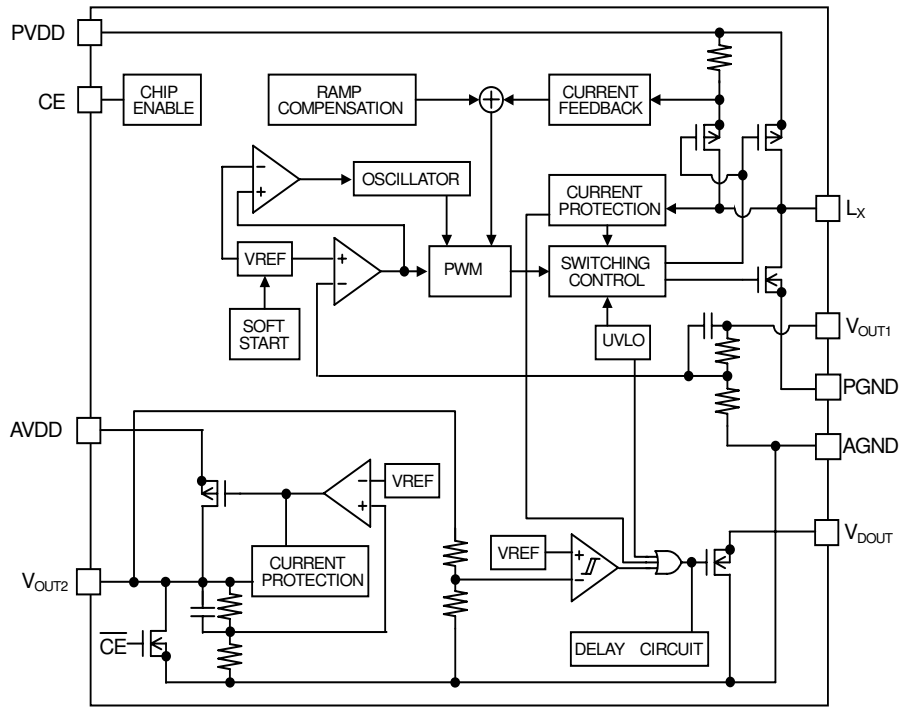 PVDD
CE
CHIP
ENABLE
RAMP
COMPENSATION
+
CURRENT
FEEDBACK
−
+
OSCILLATOR
CURRENT
PROTECTION
LX
VREF
+
−
PWM
SWITCHING
CONTROL
SOFT
START
UVLO
VOUT1
PGND
AVDD
AGND
−
+
VREF
VREF
+
−
VDOUT
CURRENT
PROTECTION
VOUT2
C̅E̅
DELAY CIRCUIT